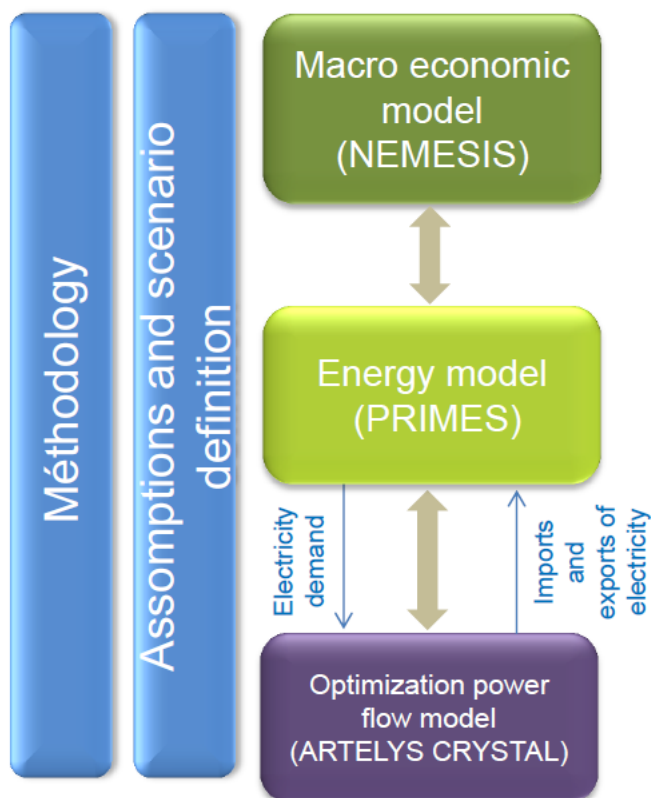 Méthodology
Assomptions and scenario
definition
Macro economic
model
(NEMESIS)
Energy model
(PRIMES)
Electricity
demand
Imports
and
exports of
electricity
Optimization power
flow model
(ARTELYS CRYSTAL)